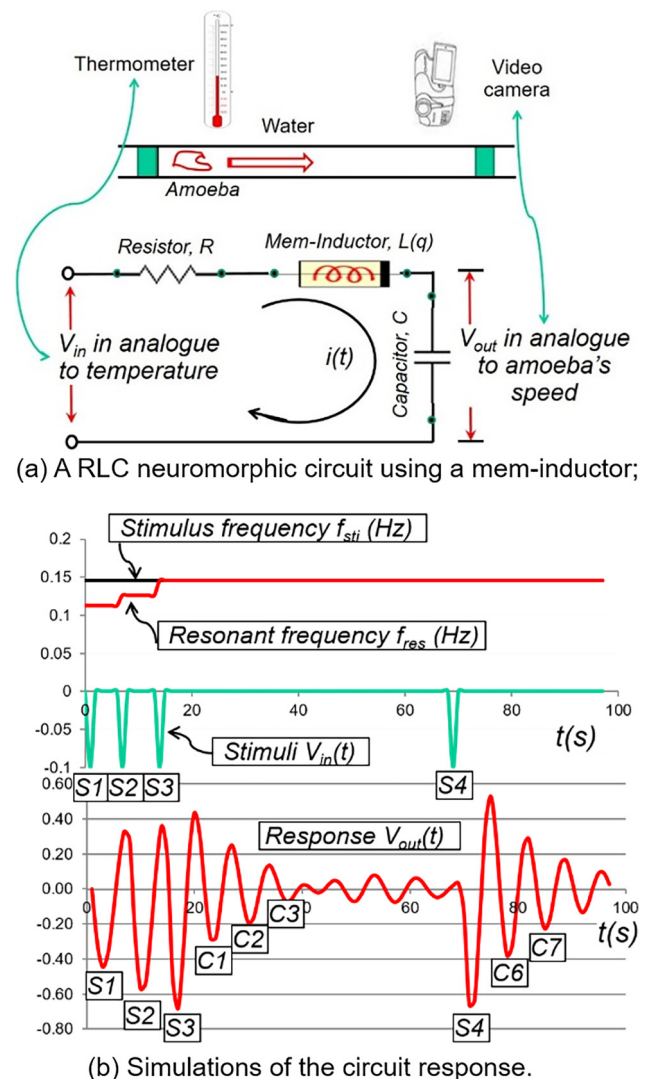 Thermometer
Video
camera
Water
Amoeba
Resistor, R
Mem-Inductor, L(q)
Capacitor, C
V_in in analogue
to temperature
i(t)
V_out in analogue
to amoeba's
speed
(a) A RLC neuromorphic circuit using a mem-inductor;
Stimulus frequency f_sti (Hz)
0.2
0.15
0.1
Resonant frequency f_res (Hz)
0.05
0
0 20 40 60 80 100
-0.05
t(s)
Stimuli V_in(t)
-0.1
S1 S2 S3 S4
0.60
0.40
Response V_out(t)
0.20
0.00
0 20 40 60 80 100
-0.20
C1 C2 C3 C6 C7
t(s)
-0.40
S1
-0.60
S2
S3
S4
-0.80
(b) Simulations of the circuit response.